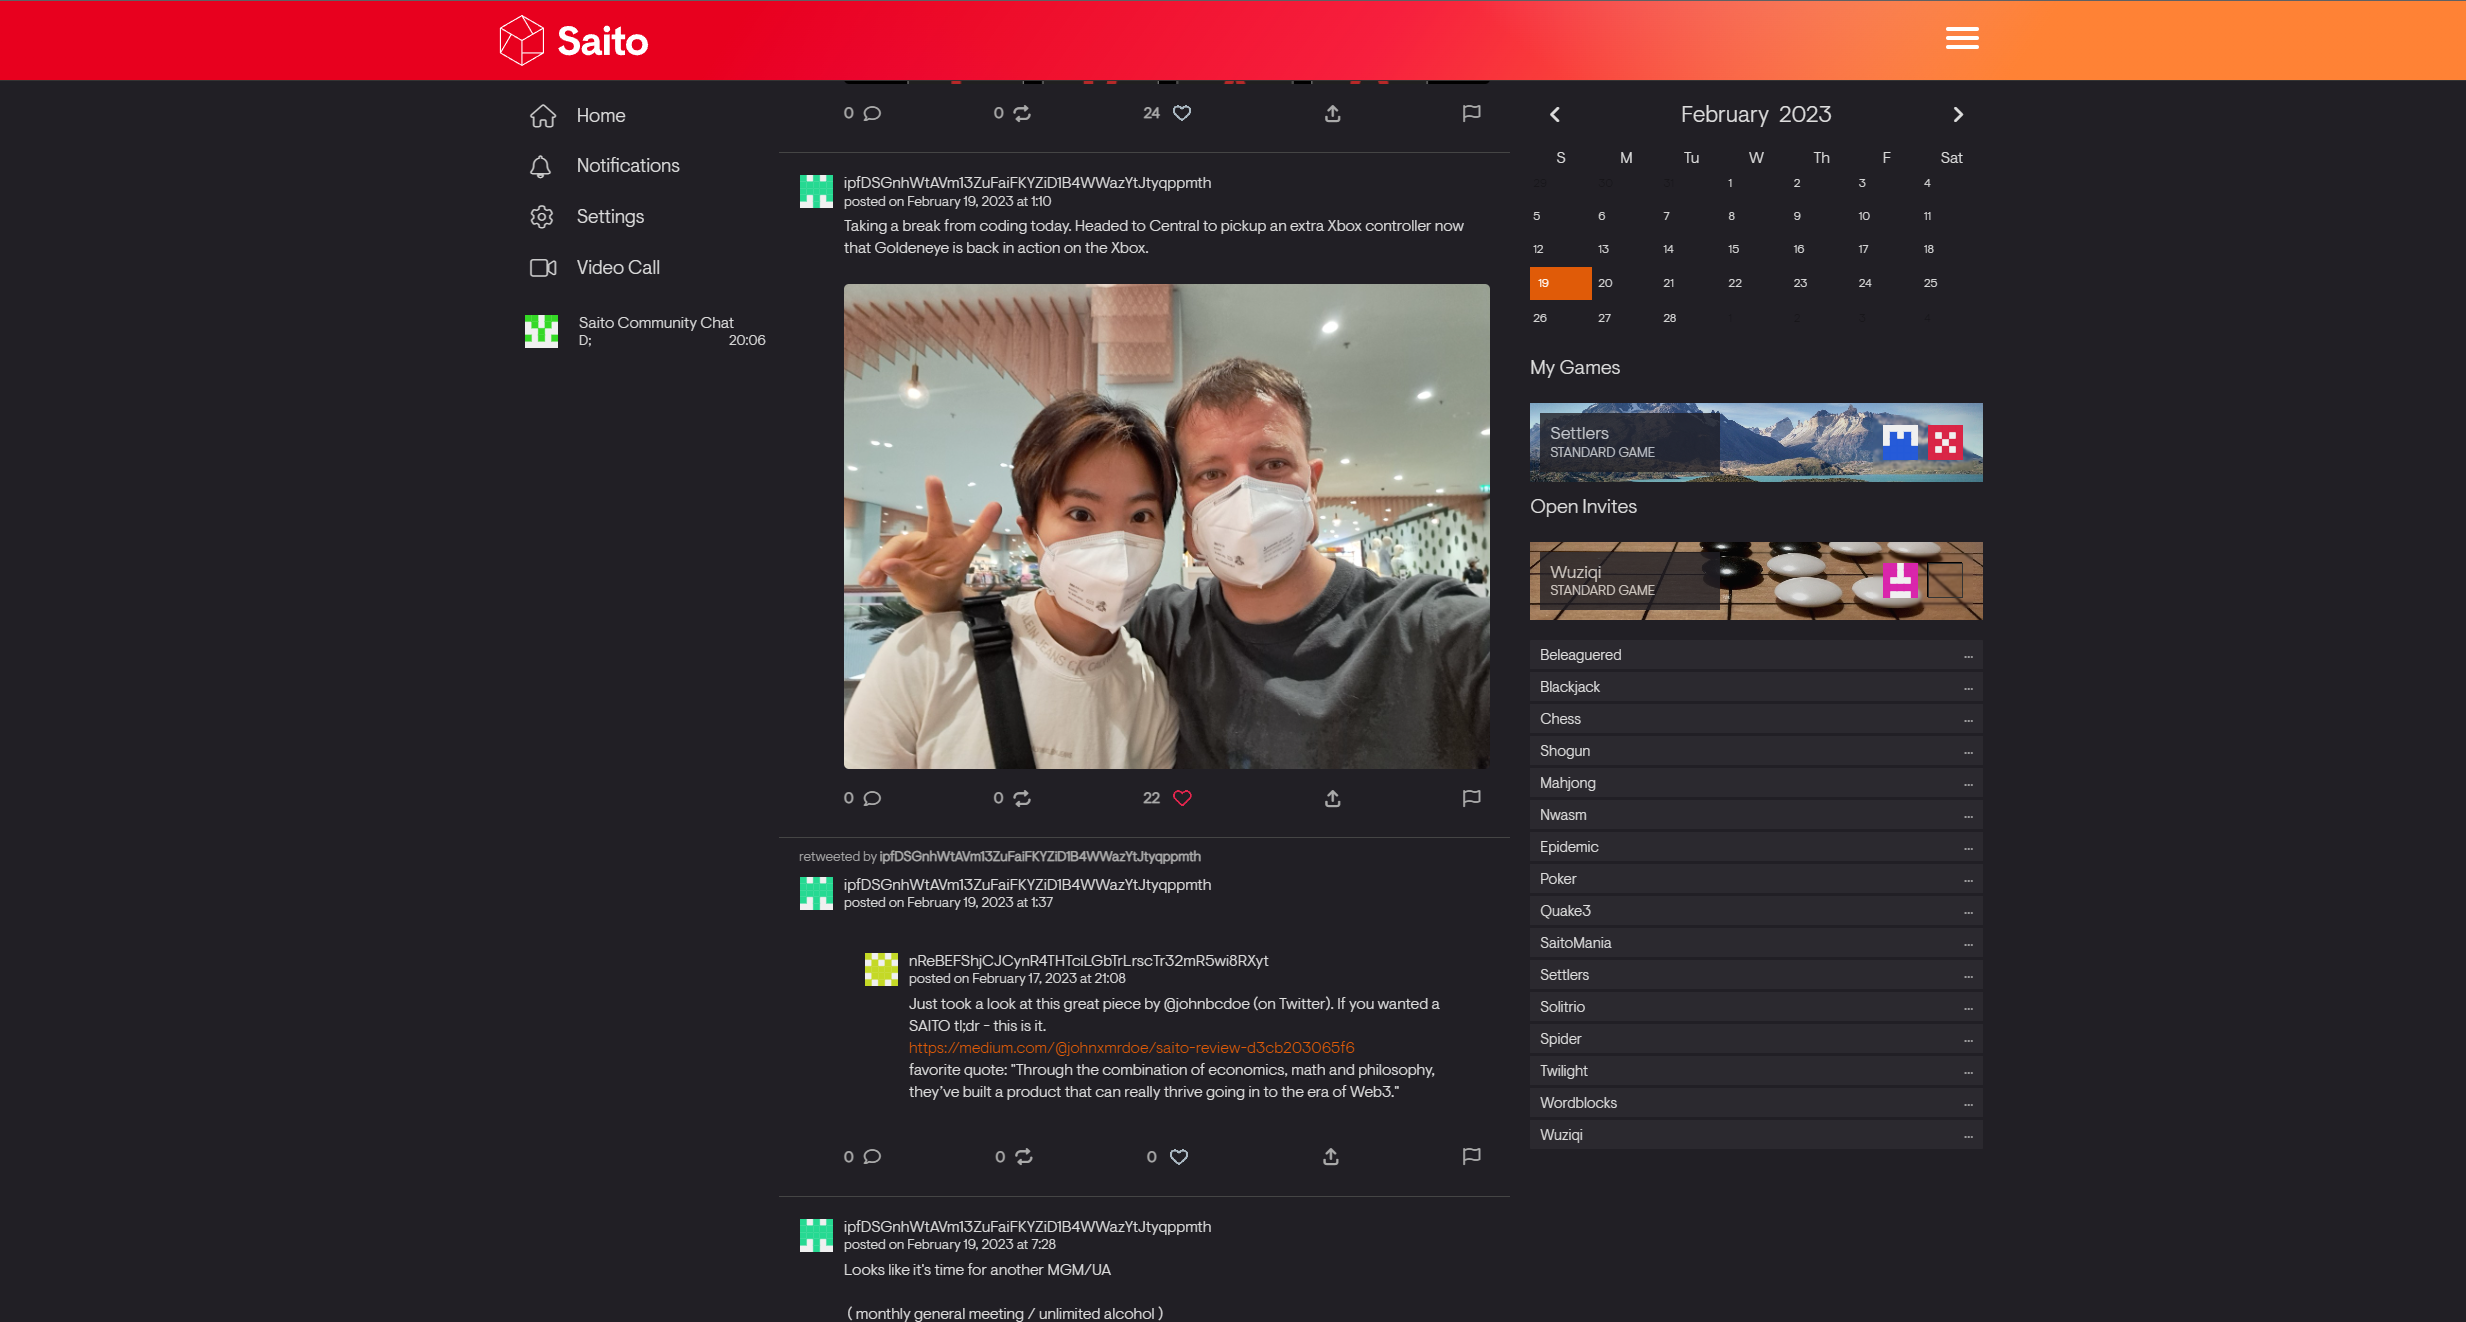 Saito
Home
Notifications
Settings
Video Call
Saito Community Chat
D;
20:06
0
0
24
ipfDSGnhWtAVm13ZuFaiFKYZiD1B4WWazYtJtyqppmth
posted on February 19, 2023 at 1:10
Taking a break from coding today. Headed to Central to pickup an extra Xbox controller now
that Goldeneye is back in action on the Xbox.
0
0
22
retweeted by ipfDSGnhWtAVm13ZuFaiFKYZiD1B4WWazYtJtyqppmth
ipfDSGnhWtAVm13ZuFaiFKYZiD1B4WWazYtJtyqppmth
posted on February 19, 2023 at 1:37
nReBEFShjCJCynR4THTciLGbTrLrscTr32mR5wi8RXyt
posted on February 17, 2023 at 21:08
Just took a look at this great piece by @johnbcdoe (on Twitter). If you wanted a
SAITO tl;dr - this is it.
https://medium.com/@johnxmrdoe/saito-review-d3cb203065f6
favorite quote: "Through the combination of economics, math and philosophy,
they've built a product that can really thrive going in to the era of Web3."
0
0
0
ipfDSGnhWtAVm13ZuFaiFKYZiD1B4WWazYtJtyqppmth
posted on February 19, 2023 at 7:28
Looks like it's time for another MGM/UA
( monthly general meeting / unlimited alcohol )
February 2023
S M Tu W Th F Sat
29 30 31 1 2 3 4
5 6 7 8 9 10 11
12 13 14 15 16 17 18
19 20 21 22 23 24 25
26 27 28 1 2 3 4
My Games
Settlers
STANDARD GAME
Open Invites
Wuziqi
STANDARD GAME
Beleaguered ...
Blackjack ...
Chess ...
Shogun ...
Mahjong ...
Nwasm ...
Epidemic ...
Poker ...
Quake3 ...
SaitoMania ...
Settlers ...
Solitrio ...
Spider ...
Twilight ...
Wordblocks ...
Wuziqi ...